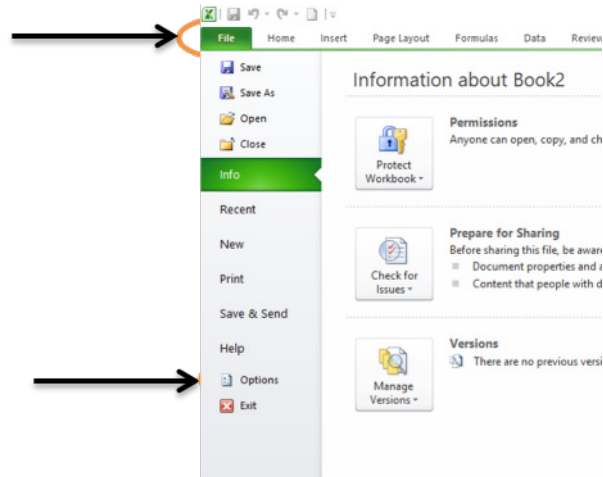 File Home Insert Page Layout Formulas Data Review
Save
Save As
Open
Close
Info
Recent
New
Print
Save & Send
Help
Options
Exit
Information about Book2
Protect
Workbook
Permissions
Anyone can open, copy, and ch
Check for
Issues
Prepare for Sharing
Before sharing this file, be aware
Document properties and a
Content that people with d
Manage
Versions
Versions
There are no previous versi